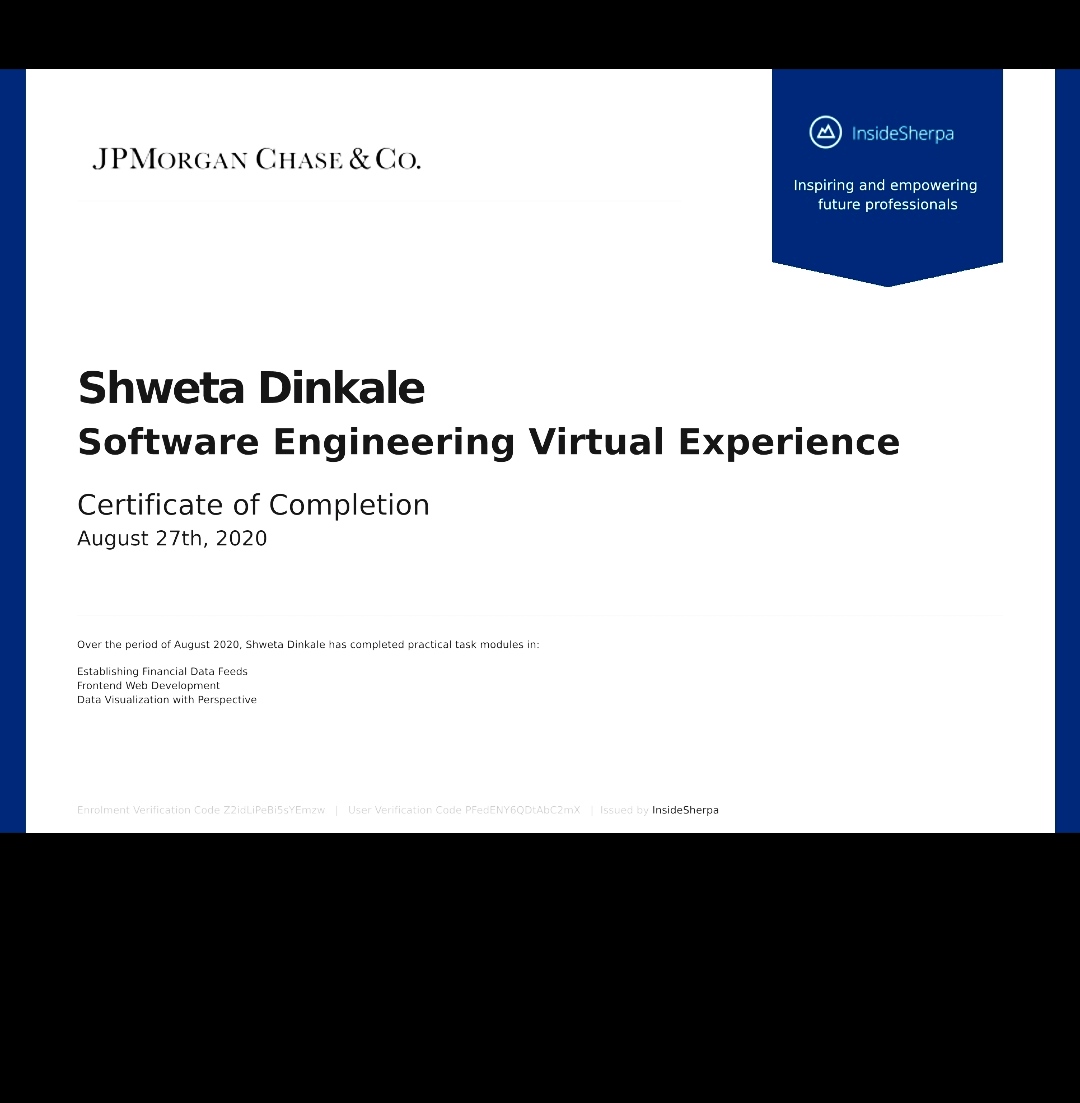 JPMORGAN CHASE & CO.
InsideSherpa
Inspiring and empowering
future professionals
Shweta Dinkale
Software Engineering Virtual Experience
Certificate of Completion
August 27th, 2020
Over the period of August 2020, Shweta Dinkale has completed practical task modules in:
Establishing Financial Data Feeds
Frontend Web Development
Data Visualization with Perspective
Enrolment Verification Code Z2idLiPeBi5sYEmzw | User Verification Code PFedENY6QDtAbC2mX | Issued by InsideSherpa